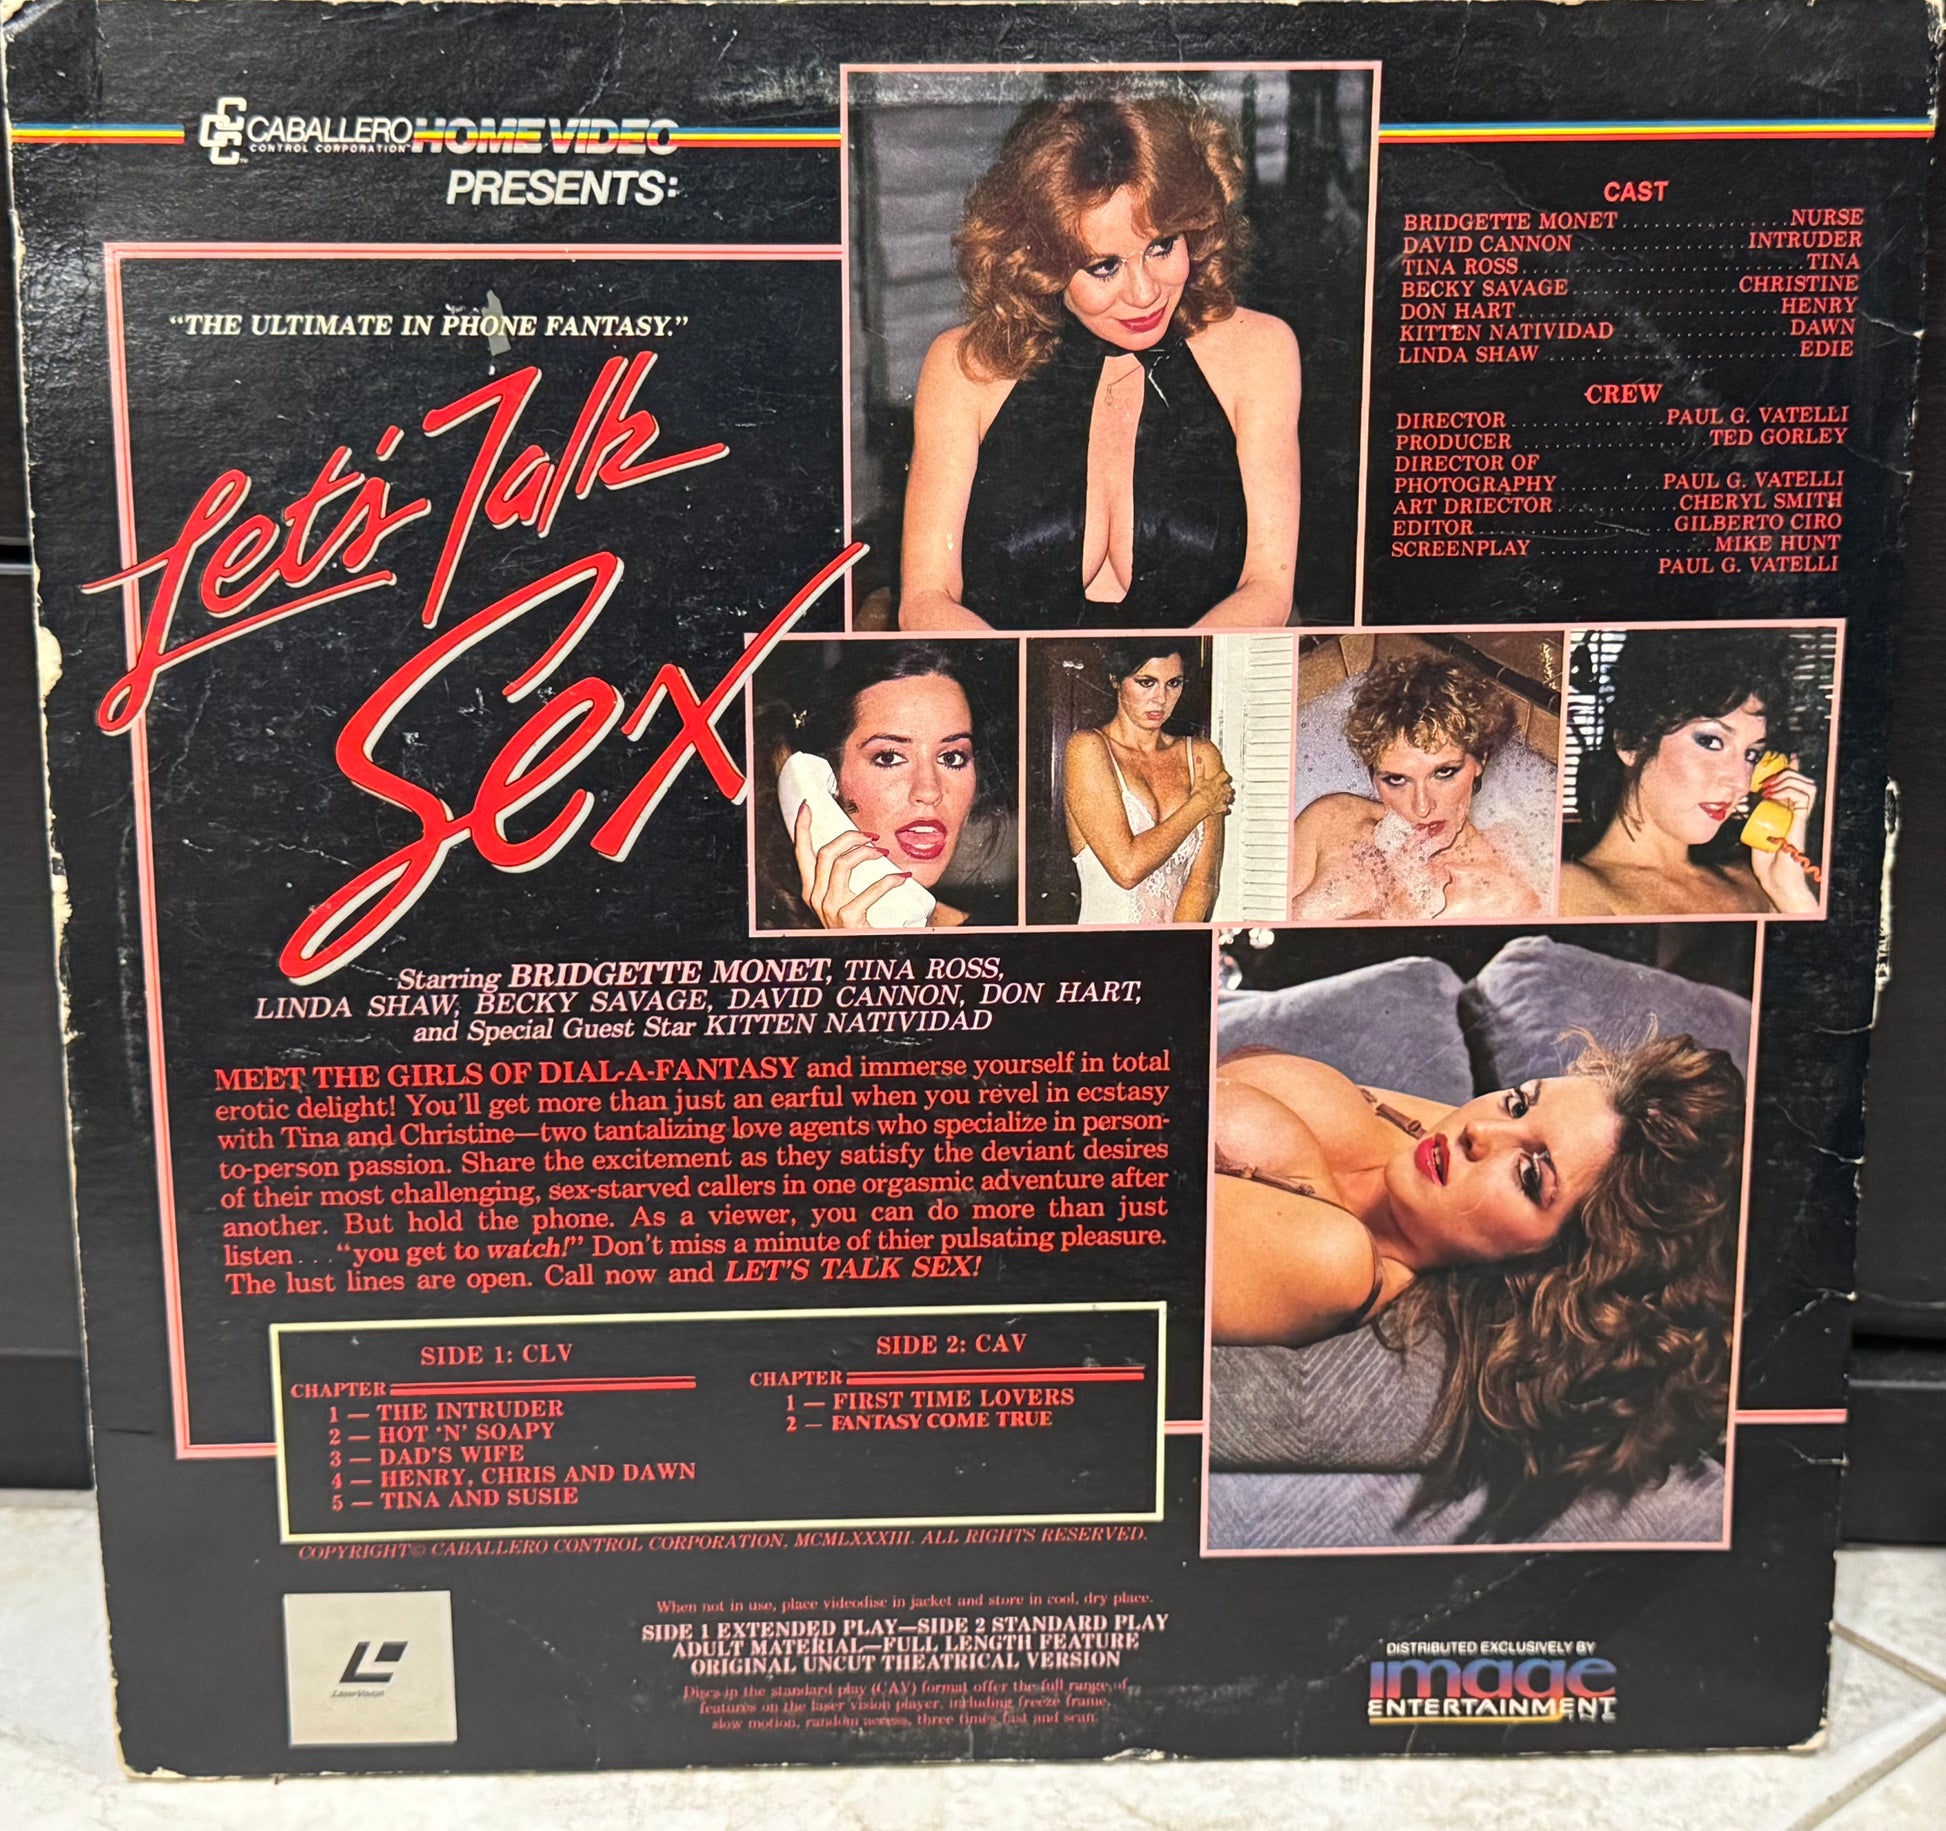 CABALLERO HOME VIDEO
CONTROL CORPORATION™
PRESENTS:
"THE ULTIMATE IN PHONE FANTASY."
Let's Talk
Sex
Starring BRIDGETTE MONET, TINA ROSS,
LINDA SHAW, BECKY SAVAGE, DAVID CANNON, DON HART,
and Special Guest Star KITTEN NATIVIDAD
MEET THE GIRLS OF DIAL-A-FANTASY and immerse yourself in total
erotic delight! You'll get more than just an earful when you revel in ecstasy
with Tina and Christine—two tantalizing love agents who specialize in person-
to-person passion. Share the excitement as they satisfy the deviant desires
of their most challenging, sex-starved callers in one orgasmic adventure after
another. But hold the phone. As a viewer, you can do more than just
listen... "you get to watch!" Don't miss a minute of thier pulsating pleasure.
The lust lines are open. Call now and LET'S TALK SEX!
CAST
BRIDGETTE MONET................NURSE
DAVID CANNON................INTRUDER
TINA ROSS................TINA
BECKY SAVAGE................CHRISTINE
DON HART................HENRY
KITTEN NATIVIDAD................DAWN
LINDA SHAW................EDIE
CREW
DIRECTOR................PAUL G. VATELLI
PRODUCER................TED GORLEY
DIRECTOR OF
PHOTOGRAPHY..........PAUL G. VATELLI
ART DRIECTOR............CHERYL SMITH
EDITOR................GILBERTO CIRO
SCREENPLAY................MIKE HUNT
PAUL G. VATELLI
SIDE 1: CLV
CHAPTER
1 — THE INTRUDER
2 — HOT 'N' SOAPY
3 — DAD'S WIFE
4 — HENRY, CHRIS AND DAWN
5 — TINA AND SUSIE
SIDE 2: CAV
CHAPTER
1 — FIRST TIME LOVERS
2 — FANTASY COME TRUE
COPYRIGHT© CABALLERO CONTROL CORPORATION, MCMLXXXIII. ALL RIGHTS RESERVED.
LaserVision
When not in use, place videodisc in jacket and store in cool, dry place.
SIDE 1 EXTENDED PLAY—SIDE 2 STANDARD PLAY
ADULT MATERIAL—FULL LENGTH FEATURE
ORIGINAL UNCUT THEATRICAL VERSION
Discs in the standard play (CAV) format offer the full range of
features on the laser vision player, including freeze frame,
slow motion, random access, three times fast and scan.
DISTRIBUTED EXCLUSIVELY BY
image
ENTERTAINMENT
INC